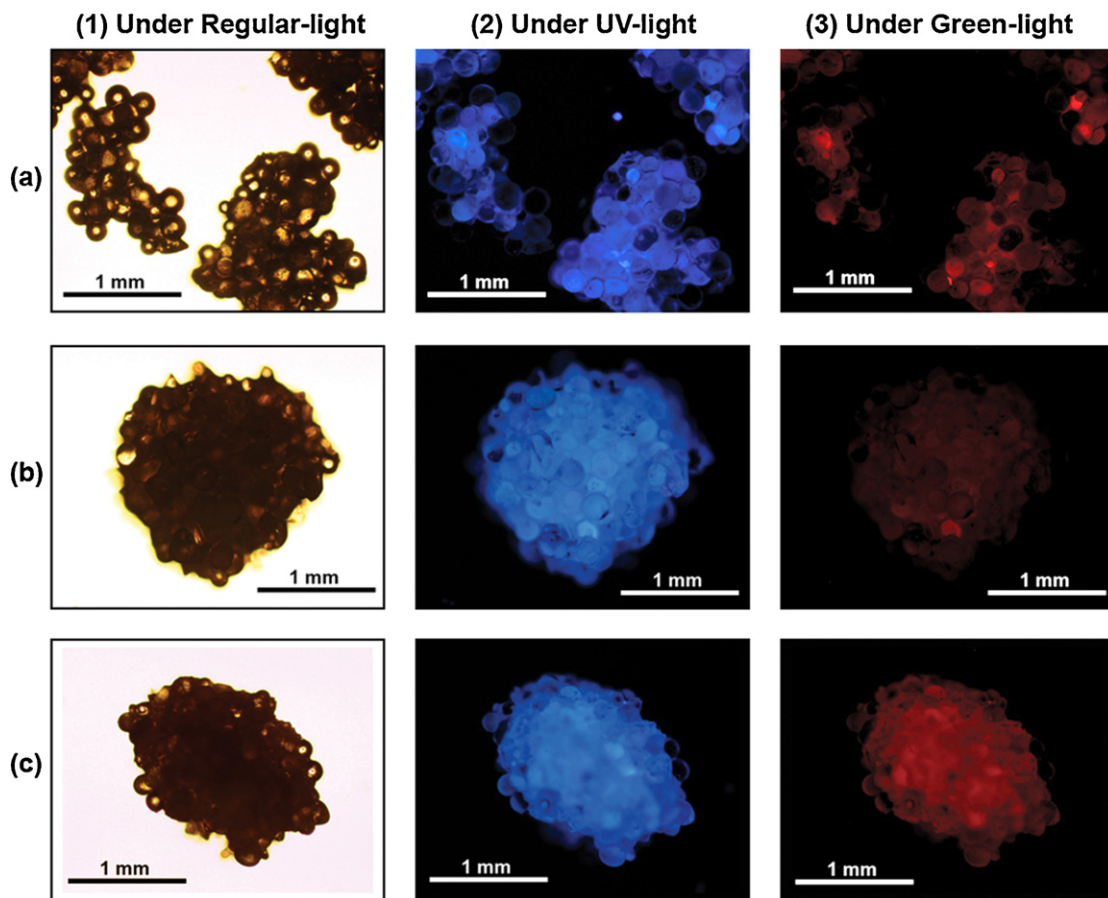 (1) Under Regular-light
(2) Under UV-light
(3) Under Green-light
(a)
1 mm
1 mm
1 mm
(b)
1 mm
1 mm
1 mm
(c)
1 mm
1 mm
1 mm